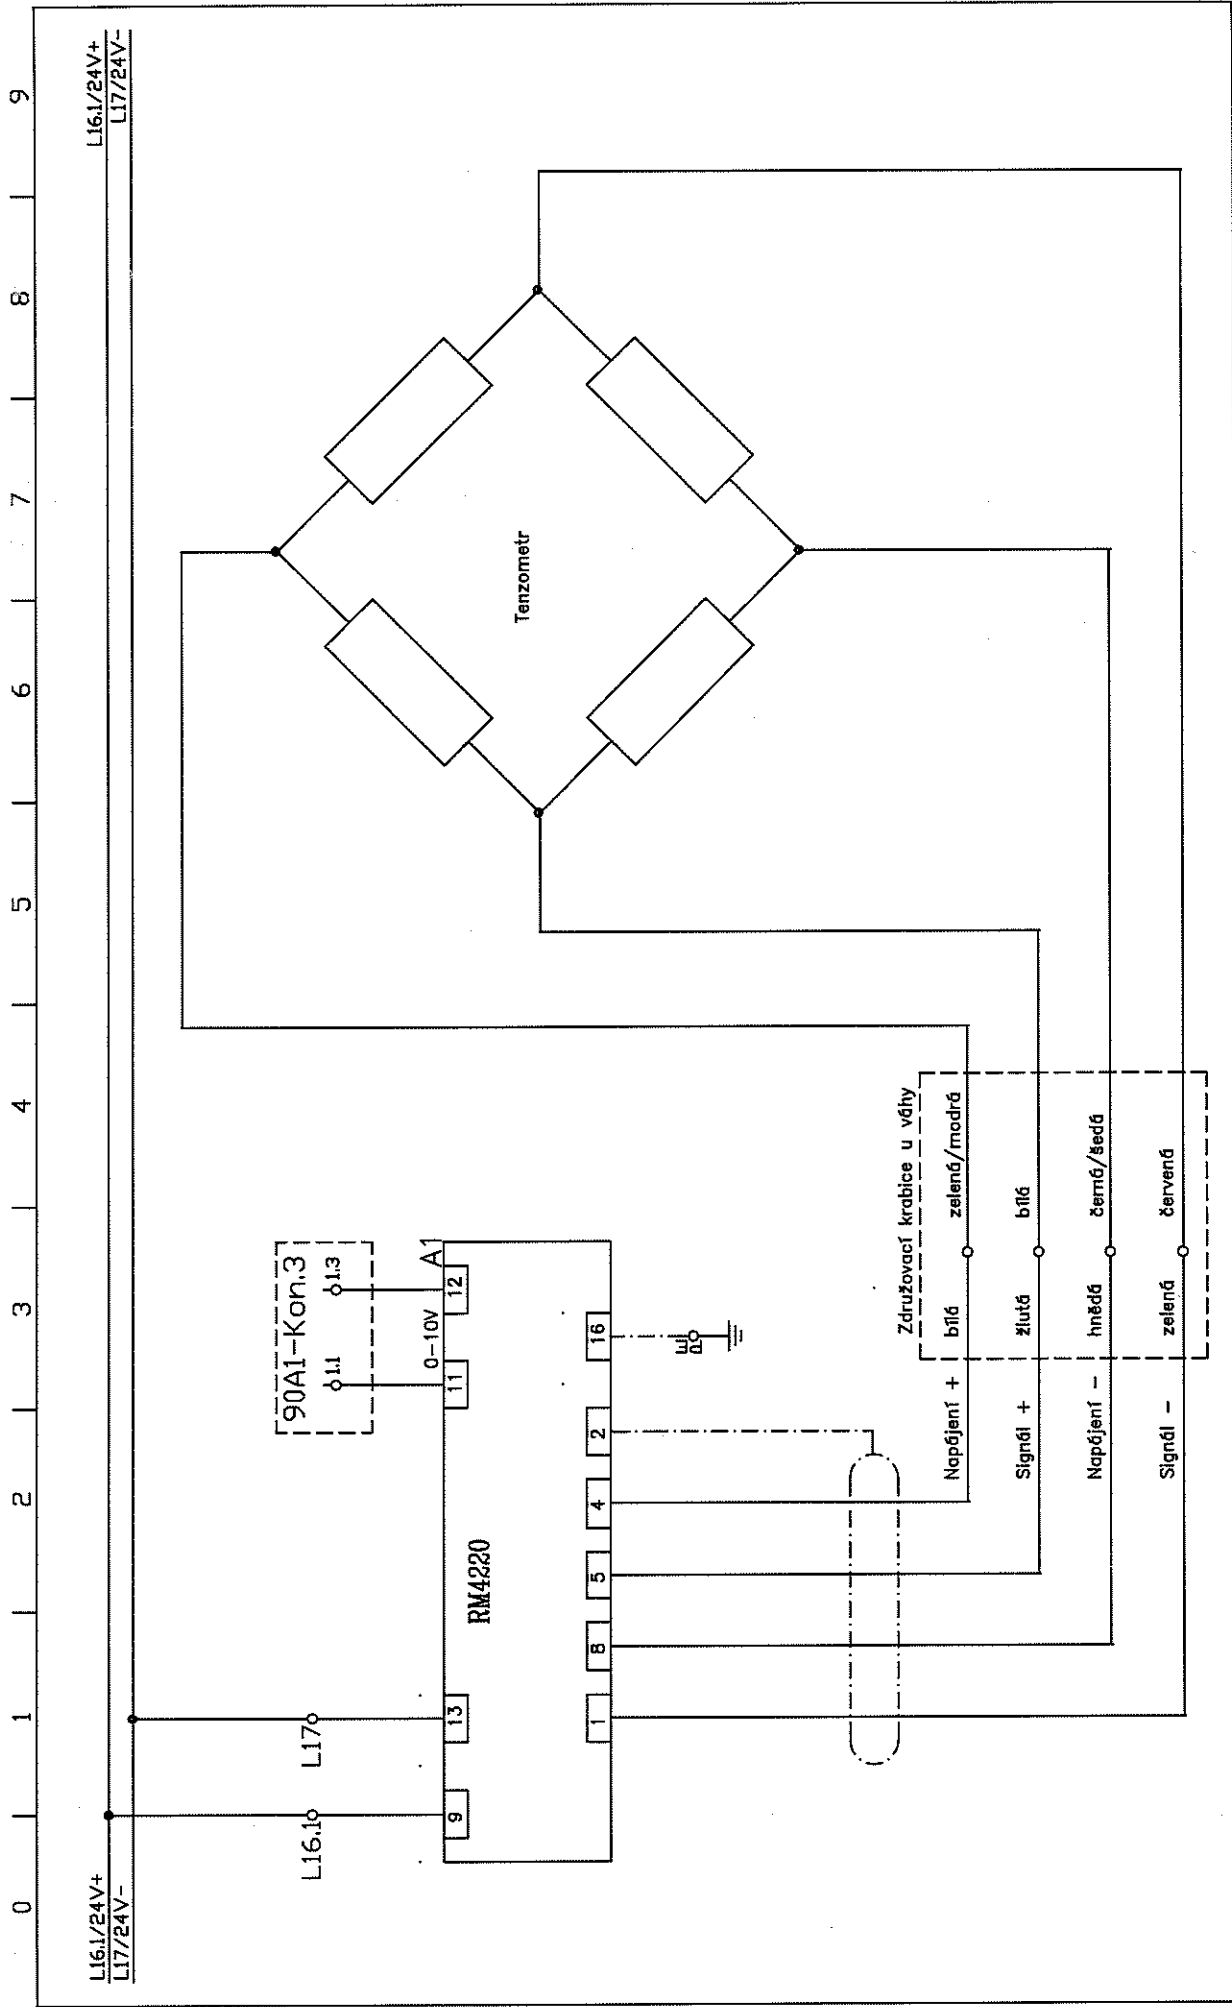 0 1 2 3 4 5 6 7 8 9
L16.1/24V+
L17/24V-
L16.1/24V+
L17/24V-
L16.1
L17
90A1-Kon.3
1.1
1.3
9
13
11
0-10V
12
A1
RM4220
1
8
5
4
2
16
PE
Tenzometr
Združovací krabice u váhy
Napájení +
bílá
zelená/modrá
Signál +
žlutá
bílá
Napájení -
hnědá
černá/šedá
Signál -
zelená
červená